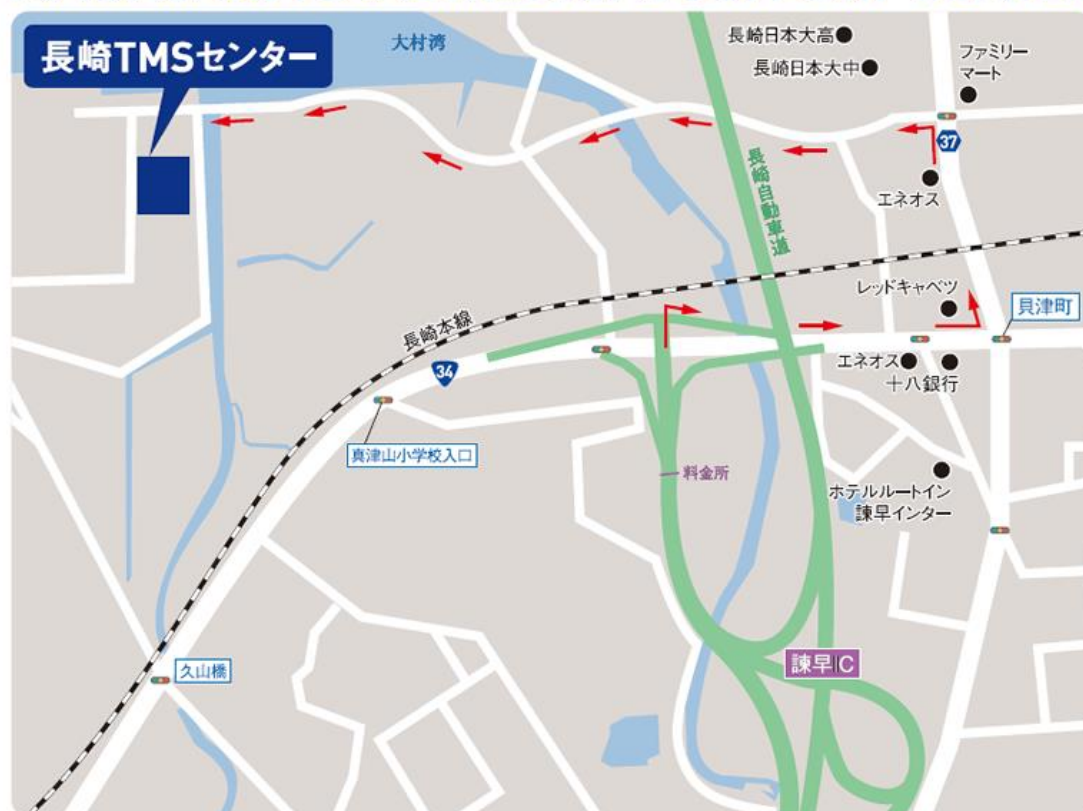 長崎TMSセンター
大村湾
長崎日本大高
長崎日本大中
ファミリー
マート
37
エネオス
長崎自動車道
レッドキャベツ
貝津町
長崎本線
34
エネオス
十八銀行
真津山小学校入口
料金所
ホテルルートイン
諫早インター
諫早IC
久山橋